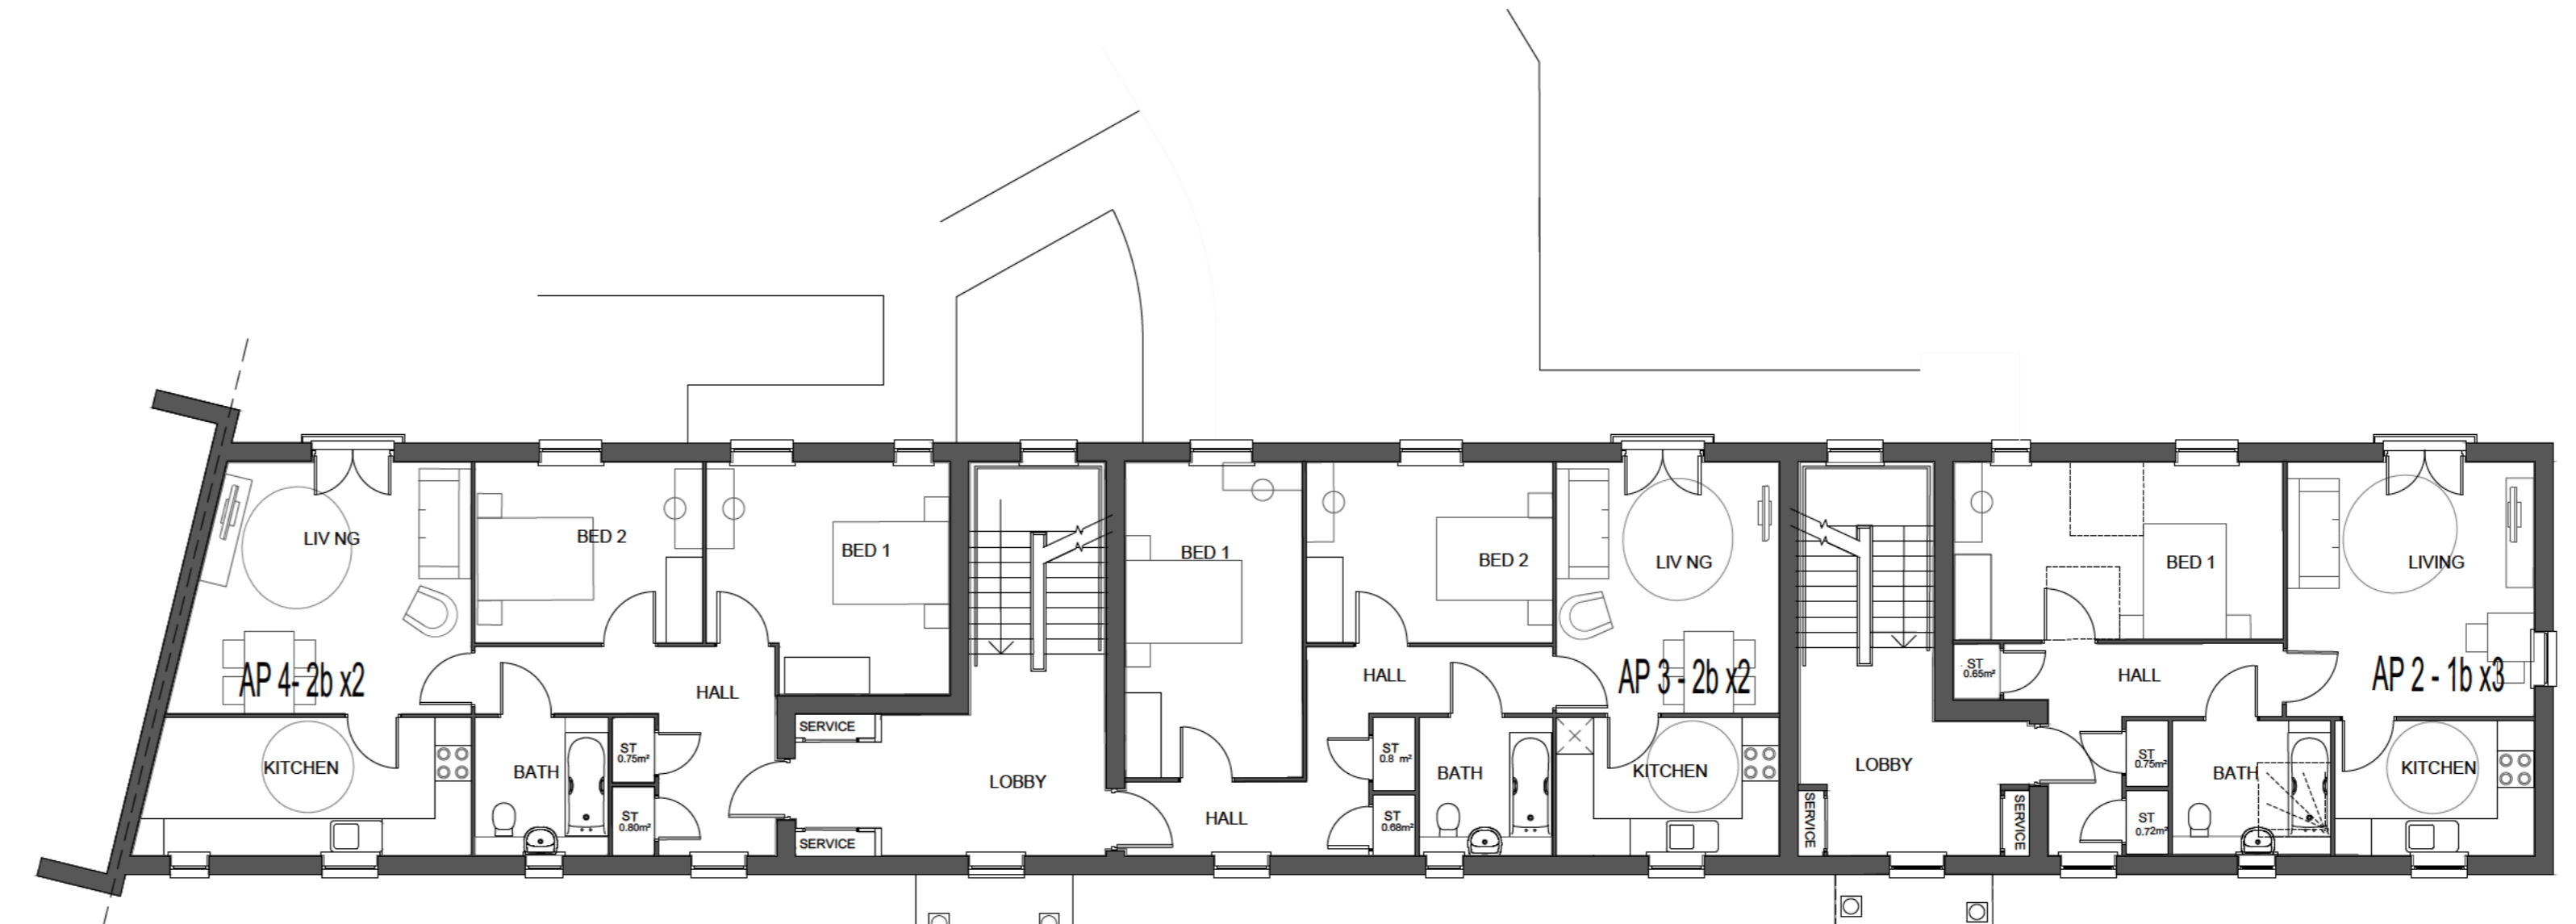 LIV NG
BED 2
BED 1
AP 4- 2b x2
HALL
KITCHEN
BATH
ST
0.75m²
ST
0.80m²
SERVICE
SERVICE
LOBBY
BED 1
BED 2
LIV NG
HALL
AP 3 - 2b x2
HALL
ST
0.8 m²
ST
0.68m²
BATH
KITCHEN
LOBBY
SERVICE
SERVICE
BED 1
LIVING
ST
0.65m²
HALL
AP 2 - 1b x3
ST
0.75m²
ST
0.72m²
BATH
KITCHEN